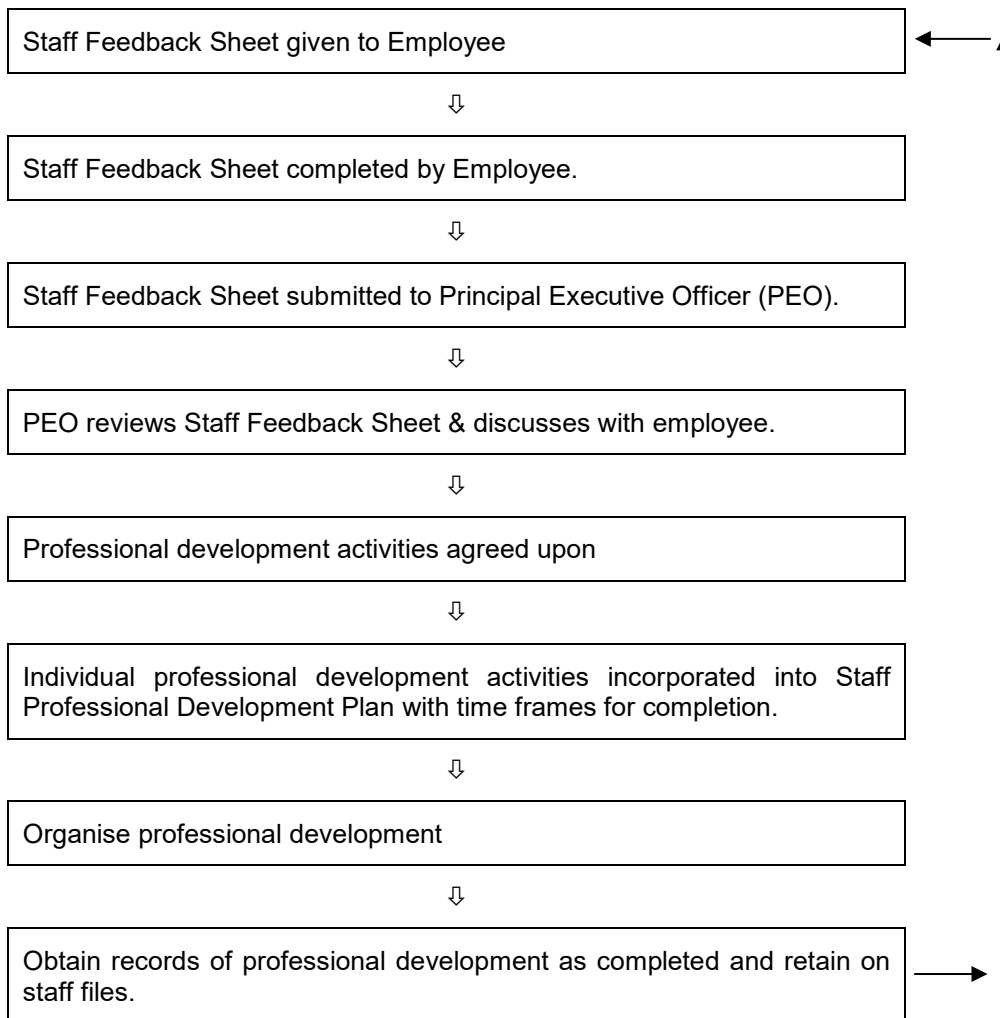 Staff Feedback Sheet given to Employee
Staff Feedback Sheet completed by Employee.
Staff Feedback Sheet submitted to Principal Executive Officer (PEO).
PEO reviews Staff Feedback Sheet & discusses with employee.
Professional development activities agreed upon
Individual professional development activities incorporated into Staff
Professional Development Plan with time frames for completion.
Organise professional development
Obtain records of professional development as completed and retain on
staff files.